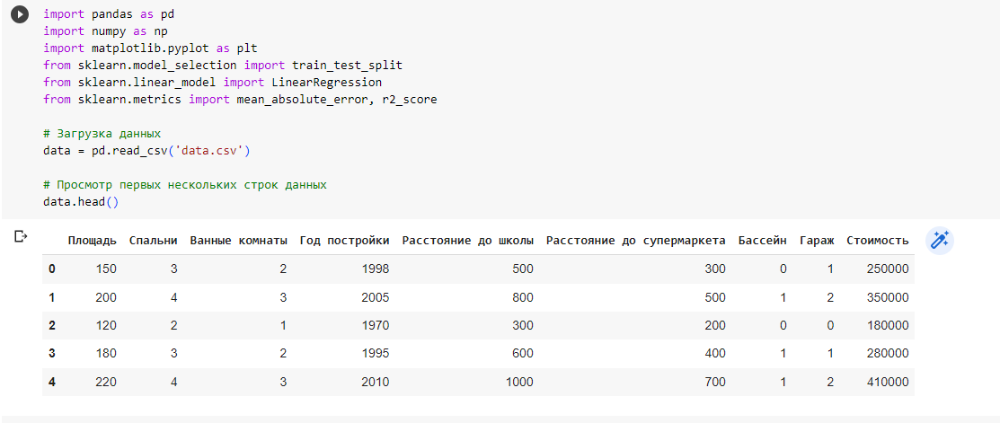 import pandas as pd
import numpy as np
import matplotlib.pyplot as plt
from sklearn.model_selection import train_test_split
from sklearn.linear_model import LinearRegression
from sklearn.metrics import mean_absolute_error, r2_score
# Загрузка данных
data = pd.read_csv('data.csv')
# Просмотр первых нескольких строк данных
data.head()
Площадь Спальни Ванные комнаты Год постройки Расстояние до школы Расстояние до супермаркета Бассейн Гараж Стоимость
0 150 3 2 1998 500 300 0 1 250000
1 200 4 3 2005 800 500 1 2 350000
2 120 2 1 1970 300 200 0 0 180000
3 180 3 2 1995 600 400 1 1 280000
4 220 4 3 2010 1000 700 1 2 410000